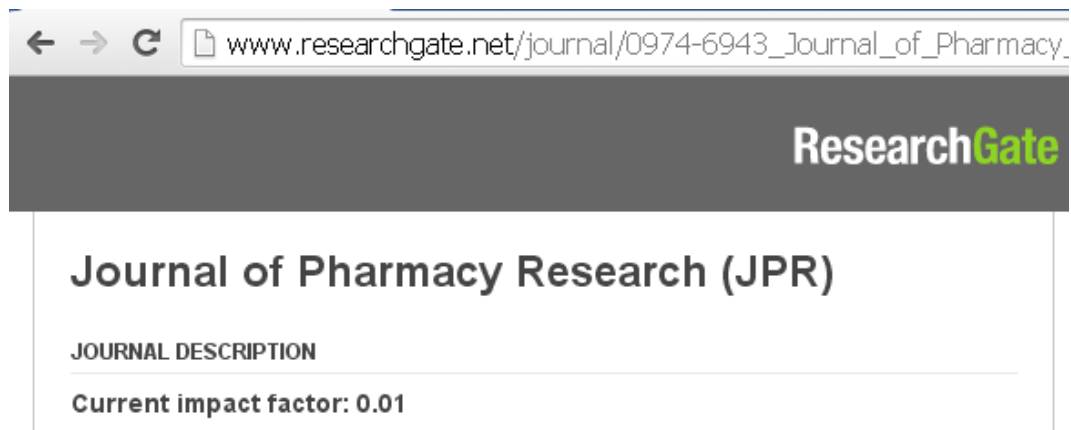 www.researchgate.net/journal/0974-6943_Journal_of_Pharmacy_
ResearchGate
Journal of Pharmacy Research (JPR)
JOURNAL DESCRIPTION
Current impact factor: 0.01